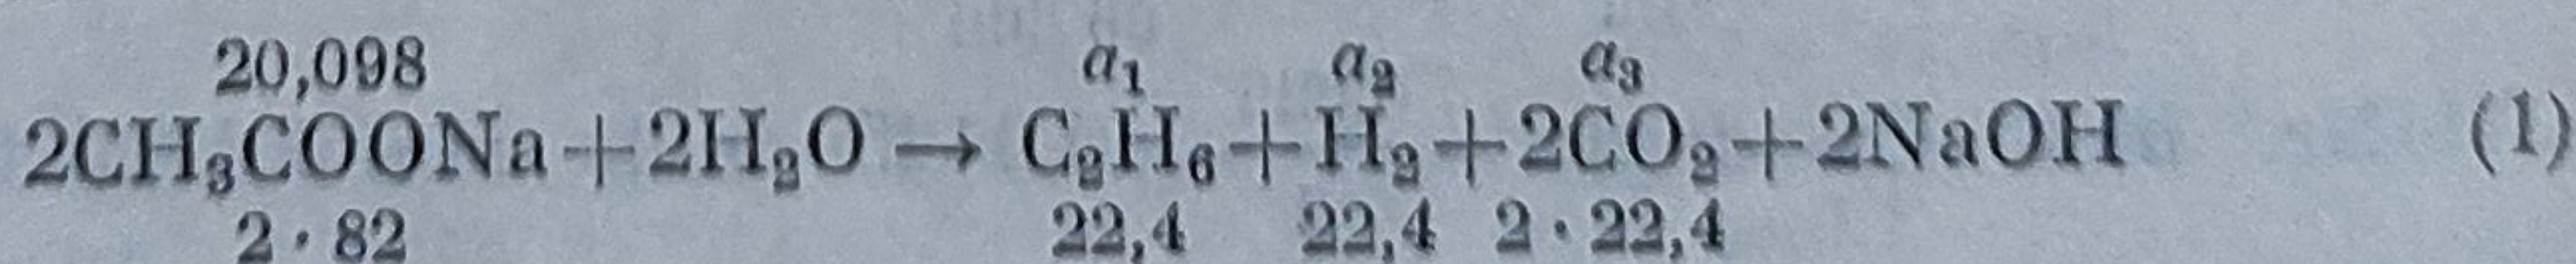 20,098 a₁ a₂ a₃
2CH₃COONa+2H₂O → C₂H₆+H₂+2CO₂+2NaOH (1)
2·82 22,4 22,4 2·22,4